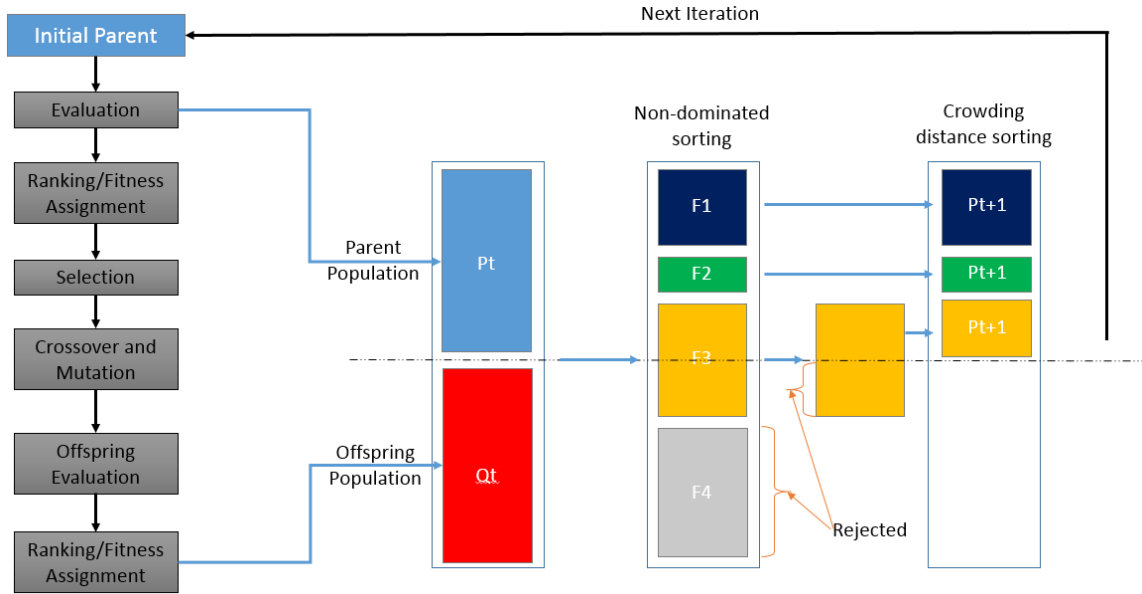 Next Iteration
Initial Parent
Evaluation
Ranking/Fitness
Assignment
Selection
Crossover and
Mutation
Offspring
Evaluation
Ranking/Fitness
Assignment
Parent
Population
Offspring
Population
Pt
Qt
Non-dominated
sorting
F1
F2
F3
F4
Rejected
Crowding
distance sorting
Pt+1
Pt+1
Pt+1